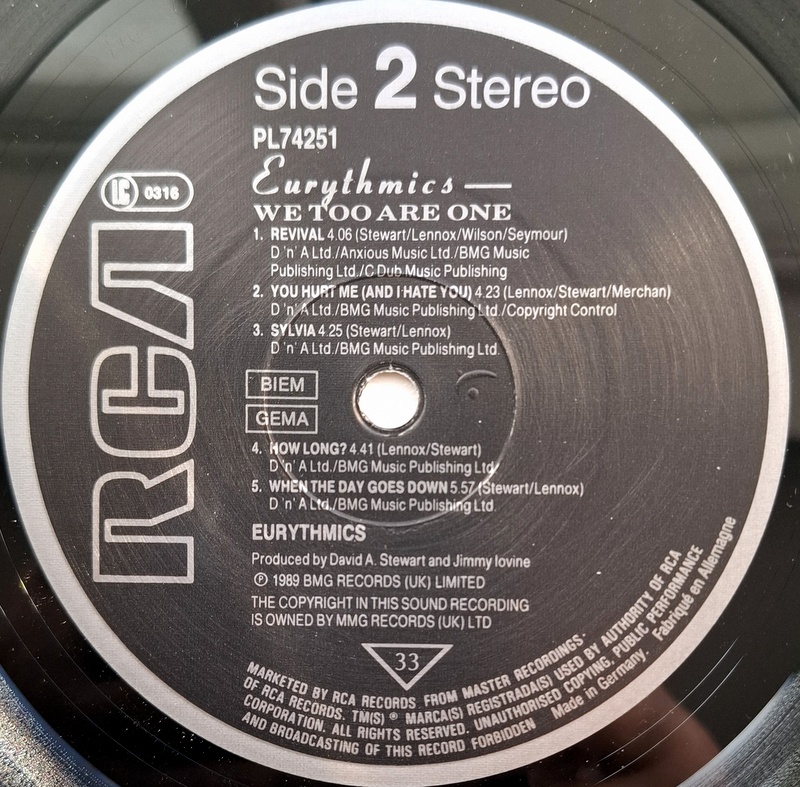 Side 2 Stereo
PL74251
LC 0316
RCA
Eurythmics
WE TOO ARE ONE
1. REVIVAL 4.06 (Stewart/Lennox/Wilson/Seymour)
D 'n' A Ltd./Anxious Music Ltd./BMG Music
Publishing Ltd./C Dub Music Publishing
2. YOU HURT ME (AND I HATE YOU) 4.23 (Lennox/Stewart/Merchan)
D 'n' A Ltd./BMG Music Publishing Ltd./Copyright Control
3. SYLVIA 4.25 (Stewart/Lennox)
D 'n' A Ltd./BMG Music Publishing Ltd.
BIEM
GEMA
4. HOW LONG? 4.41 (Lennox/Stewart)
D 'n' A Ltd./BMG Music Publishing Ltd.
5. WHEN THE DAY GOES DOWN 5.57 (Stewart/Lennox)
D 'n' A Ltd./BMG Music Publishing Ltd.
EURYTHMICS
Produced by David A. Stewart and Jimmy Iovine
℗ 1989 BMG RECORDS (UK) LIMITED
THE COPYRIGHT IN THIS SOUND RECORDING
IS OWNED BY MMG RECORDS (UK) LTD
33
MARKETED BY RCA RECORDS. FROM MASTER RECORDINGS
OF RCA RECORDS. TM(S) ® MARCA(S) REGISTRADA(S) USED BY AUTHORITY OF RCA
CORPORATION. ALL RIGHTS RESERVED. UNAUTHORISED COPYING, PUBLIC PERFORMANCE
AND BROADCASTING OF THIS RECORD FORBIDDEN Made in Germany. Fabriqué en Allemagne